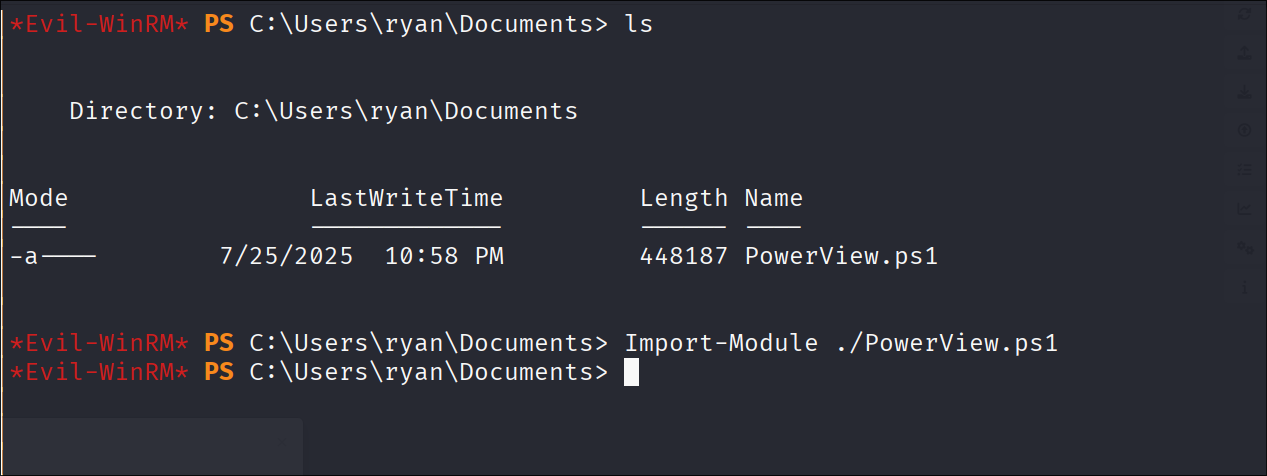 *Evil-WinRM* PS C:\Users\ryan\Documents> ls
Directory: C:\Users\ryan\Documents
Mode LastWriteTime Length Name
---- ------------- ------ ----
-a---- 7/25/2025 10:58 PM 448187 PowerView.ps1
*Evil-WinRM* PS C:\Users\ryan\Documents> Import-Module ./PowerView.ps1
*Evil-WinRM* PS C:\Users\ryan\Documents>